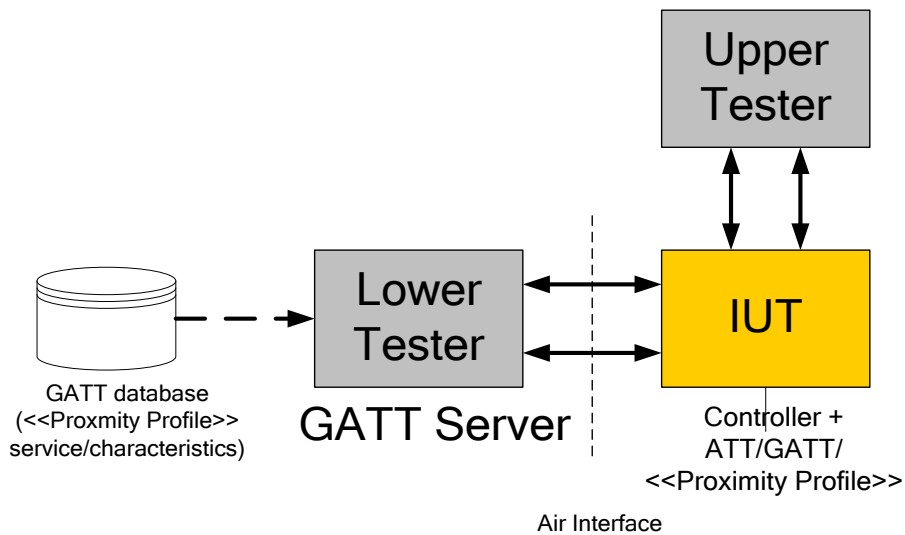 Upper
Tester
Lower
Tester
IUT
GATT database
(<<Proxmity Profile>>
service/characteristics)
GATT Server
Controller +
ATT/GATT/
<<Proximity Profile>>
Air Interface